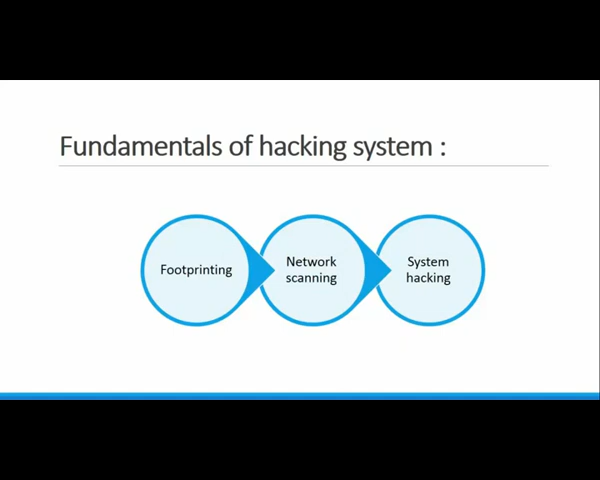 Fundamentals of hacking system :
Footprinting
Network
scanning
System
hacking